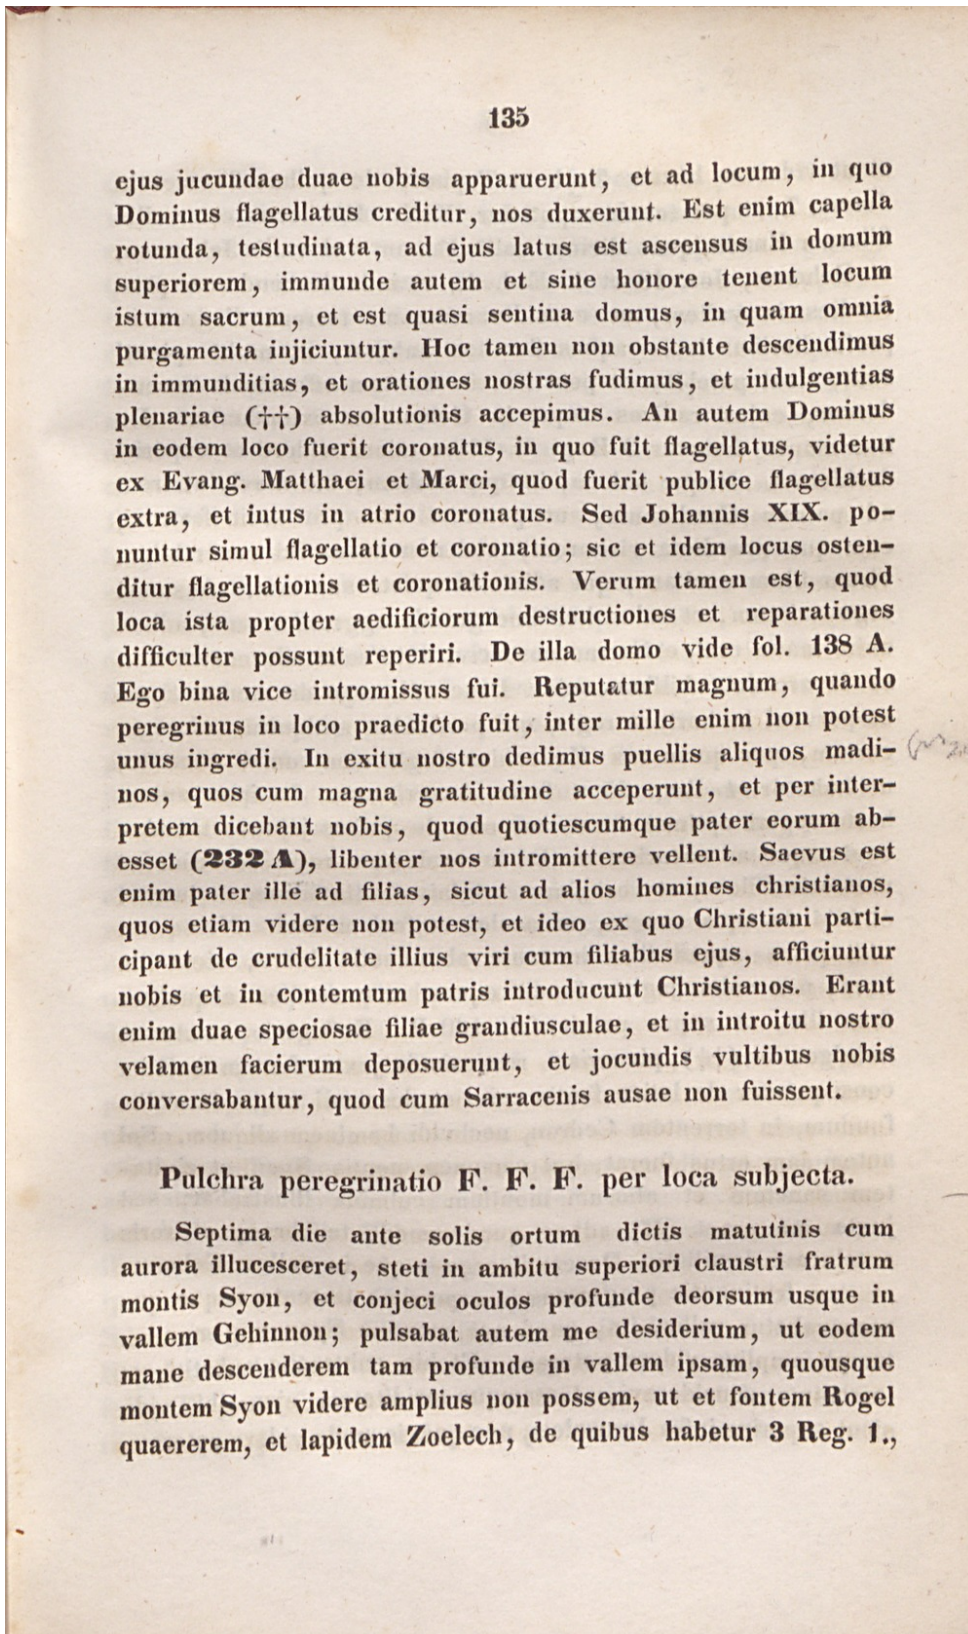 135
ejus jucundae duae nobis apparuerunt, et ad locum, in quo
Dominus flagellatus creditur, nos duxerunt. Est enim capella
rotunda, testudinata, ad ejus latus est ascensus in domum
superiorem, immunde autem et sine honore tenent locum
istum sacrum, et est quasi sentina domus, in quam omnia
purgamenta injiciuntur. Hoc tamen non obstante descendimus
in immunditias, et orationes nostras fudimus, et indulgentias
plenariae (††) absolutionis accepimus. An autem Dominus
in eodem loco fuerit coronatus, in quo fuit flagellatus, videtur
ex Evang. Matthaei et Marci, quod fuerit publice flagellatus
extra, et intus in atrio coronatus. Sed Johannis XIX. po-
nuntur simul flagellatio et coronatio; sic et idem locus osten-
ditur flagellationis et coronationis. Verum tamen est, quod
loca ista propter aedificiorum destructiones et reparationes
difficulter possunt reperiri. De illa domo vide fol. 138 A.
Ego bina vice intromissus fui. Reputatur magnum, quando
peregrinus in loco praedicto fuit, inter mille enim non potest
unus ingredi. In exitu nostro dedimus puellis aliquos madi-
nos, quos cum magna gratitudine acceperunt, et per inter-
pretem dicebant nobis, quod quotiescumque pater eorum ab-
esset (232 A), libenter nos intromittere vellent. Saevus est
enim pater ille ad filias, sicut ad alios homines christianos,
quos etiam videre non potest, et ideo ex quo Christiani parti-
cipant de crudelitate illius viri cum filiabus ejus, afficiuntur
nobis et in contemtum patris introducunt Christianos. Erant
enim duae speciosae filiae grandiusculae, et in introitu nostro
velamen facierum deposuerunt, et jocundis vultibus nobis
conversabantur, quod cum Sarracenis ausae non fuissent.
Pulchra peregrinatio F. F. F. per loca subjecta.
Septima die ante solis ortum dictis matutinis cum
aurora illucesceret, steti in ambitu superiori claustri fratrum
montis Syon, et conjeci oculos profunde deorsum usque in
vallem Gehinnon; pulsabat autem me desiderium, ut eodem
mane descenderem tam profunde in vallem ipsam, quousque
montem Syon videre amplius non possem, ut et fontem Rogel
quaererem, et lapidem Zoelech, de quibus habetur 3 Reg. 1.,